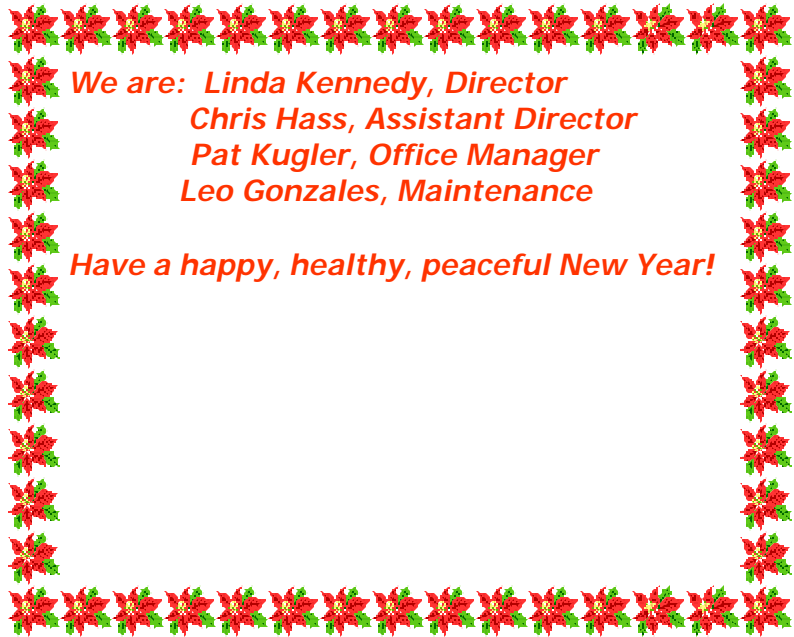 We are: Linda Kennedy, Director
Chris Hass, Assistant Director
Pat Kugler, Office Manager
Leo Gonzales, Maintenance
Have a happy, healthy, peaceful New Year!